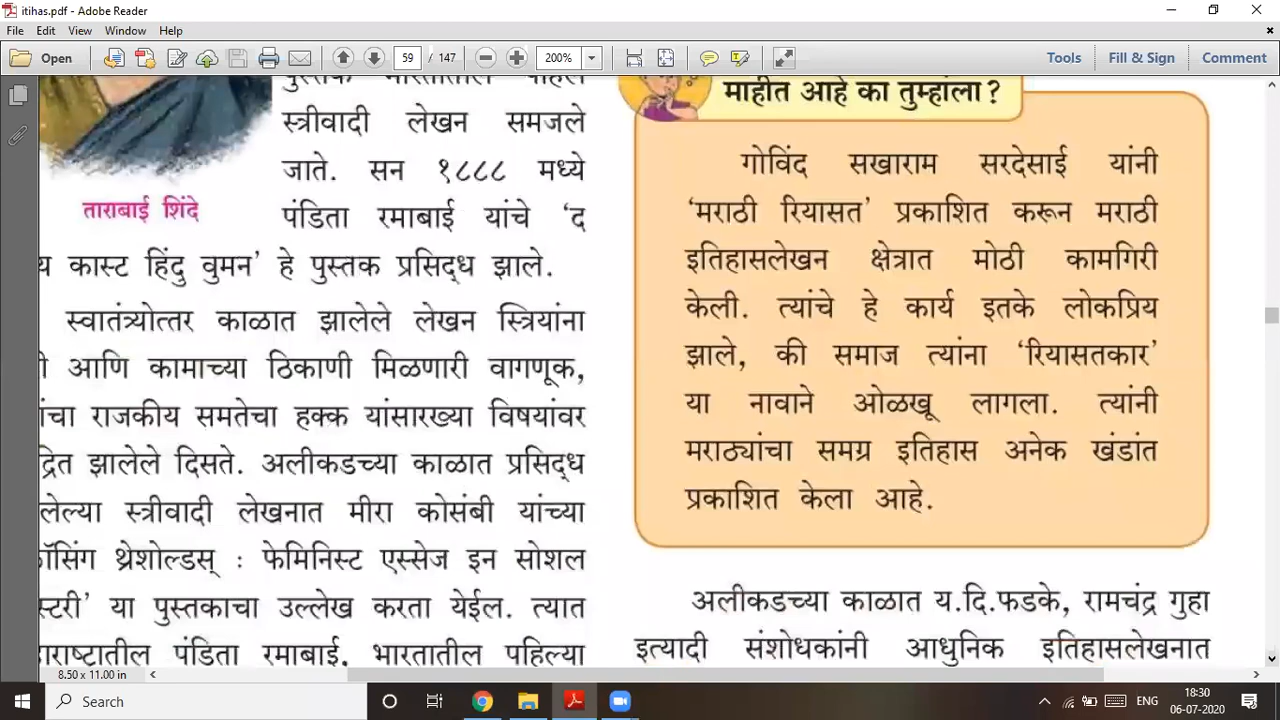 itihas.pdf - Adobe Reader
File Edit View Window Help
Open 59 / 147 200% Tools Fill & Sign Comment
स्त्रीवादी लेखन समजले
जाते. सन १८८८ मध्ये
ताराबाई शिंदे
पंडिता रमाबाई यांचे ‘द
कास्ट हिंदु वुमन’ हे पुस्तक प्रसिद्ध झाले.
स्वातंत्र्योत्तर काळात झालेले लेखन स्त्रियांना
आणि कामाच्या ठिकाणी मिळणारी वागणूक,
राजकीय समतेचा हक्क यांसारख्या विषयांवर
झालेले दिसते. अलीकडच्या काळात प्रसिद्ध
स्त्रीवादी लेखनात मीरा कोसंबी यांच्या
थ्रेशोल्डस् : फेमिनिस्ट एस्सेज इन सोशल
या पुस्तकाचा उल्लेख करता येईल. त्यात
पंडिता रमाबाई, भारतातील पहिल्या
माहीत आहे का तुम्हांला ?
गोविंद सखाराम सरदेसाई यांनी
‘मराठी रियासत’ प्रकाशित करून मराठी
इतिहासलेखन क्षेत्रात मोठी कामगिरी
केली. त्यांचे हे कार्य इतके लोकप्रिय
झाले, की समाज त्यांना ‘रियासतकार’
या नावाने ओळखू लागला. त्यांनी
मराठ्यांचा समग्र इतिहास अनेक खंडांत
प्रकाशित केला आहे.
अलीकडच्या काळात य.दि.फडके, रामचंद्र गुहा
इत्यादी संशोधकांनी आधुनिक इतिहासलेखनात
8.50 x 11.00 in
Search
ENG
18:30
06-07-2020